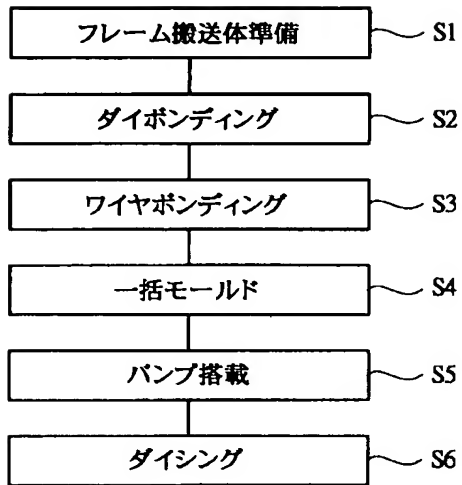 フレーム搬送体準備 S1
ダイボンディング S2
ワイヤボンディング S3
一括モールド S4
バンプ搭載 S5
ダイシング S6